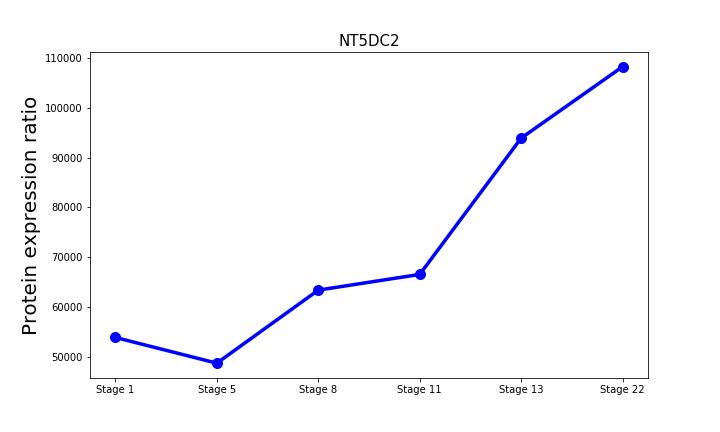 NT5DC2
Protein expression ratio
110000
100000
90000
80000
70000
60000
50000
Stage 1 Stage 5 Stage 8 Stage 11 Stage 13 Stage 22